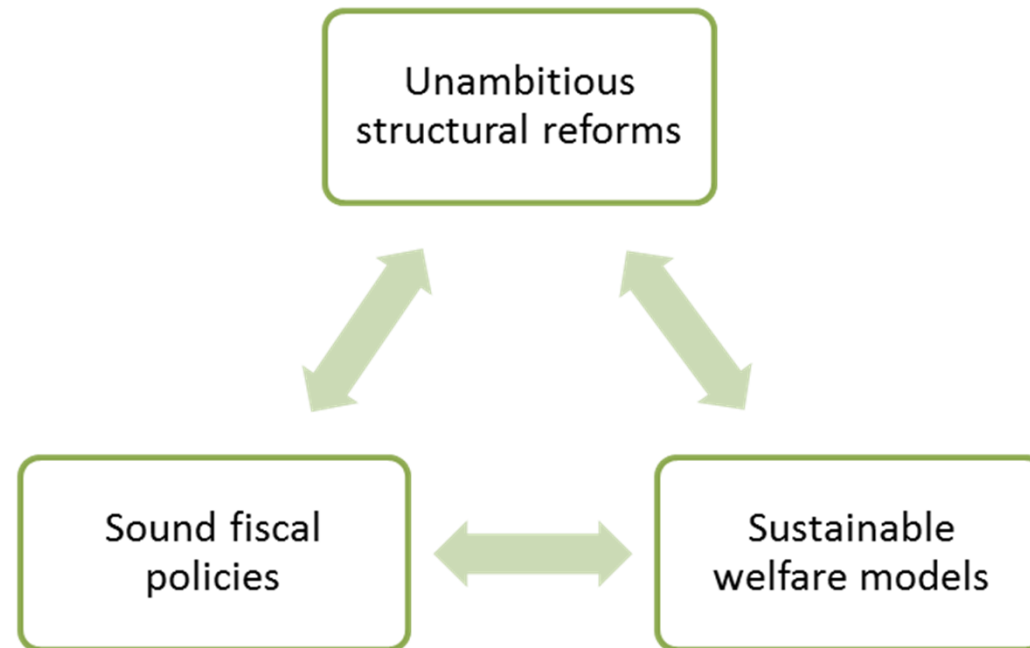 Unambitious
structural reforms
Sound fiscal
policies
Sustainable
welfare models